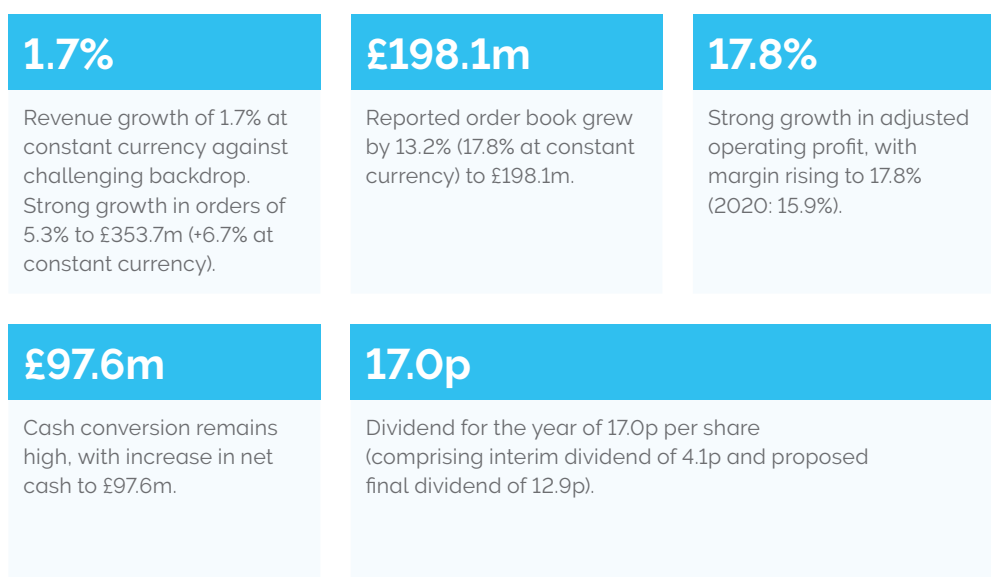 1.7%
Revenue growth of 1.7% at
constant currency against
challenging backdrop.
Strong growth in orders of
5.3% to £353.7m (+6.7% at
constant currency).
£198.1m
Reported order book grew
by 13.2% (17.8% at constant
currency) to £198.1m.
17.8%
Strong growth in adjusted
operating profit, with
margin rising to 17.8%
(2020: 15.9%).
£97.6m
Cash conversion remains
high, with increase in net
cash to £97.6m.
17.0p
Dividend for the year of 17.0p per share
(comprising interim dividend of 4.1p and proposed
final dividend of 12.9p).